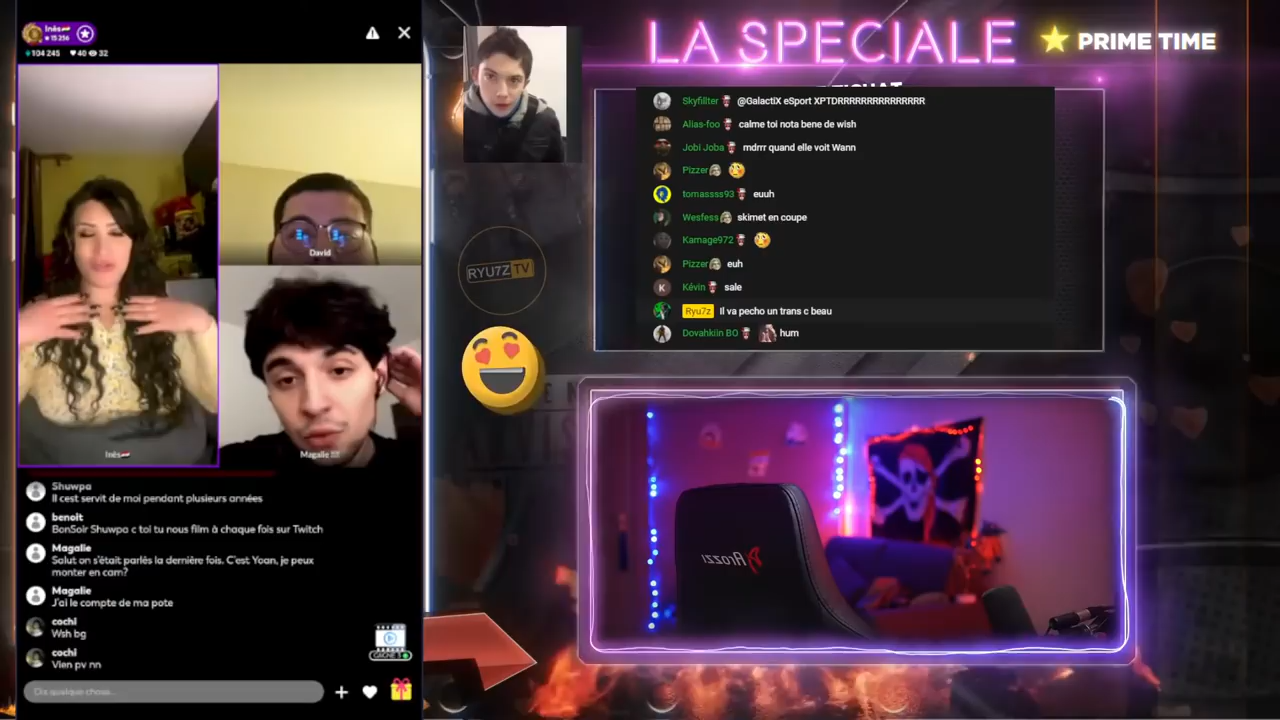 Inès
15 256
104 245 40 32
David
Inès
Magalie
Shuwpa
Il cest servit de moi pendant plusieurs années
benoit
BonSoir Shuwpa c toi tu nous film à chaque fois sur Twitch
Magalie
Salut on s'était parlés la dernière fois. C'est Yoan, je peux
monter en cam?
Magalie
J'ai le compte de ma pote
cochi
Wsh bg
cochi
Vien pv nn
Dis quelque chose...
RYU7Z TV
LA SPECIALE
PRIME TIME
Skyfillter @GalactiX eSport XPTDRRRRRRRRRRRRRRR
Alias-foo calme toi nota bene de wish
Jobi Joba mdrrr quand elle voit Wann
Pizzer
tomassss93 euuh
Wesfess skimet en coupe
Kamage972
Pizzer euh
K Kévin sale
Ryu7z Il va pecho un trans c beau
Dovahkiin BO hum
Arozzi